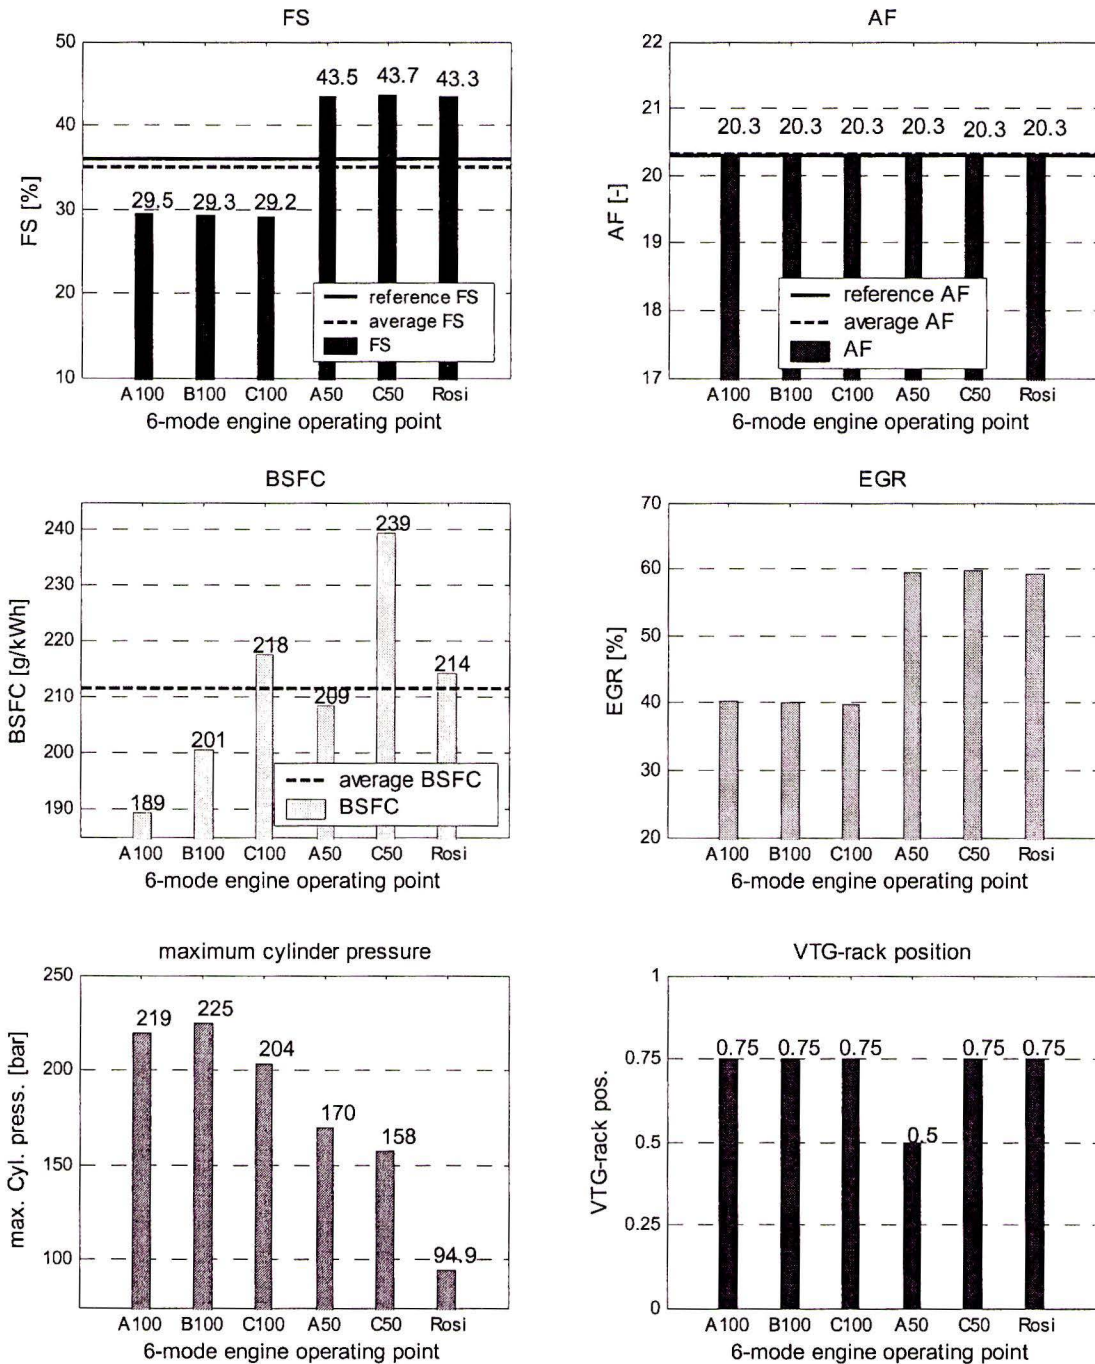 FS
50
40
30
20
10
FS [%]
29.5
29.3
29.2
43.5
43.7
43.3
reference FS
average FS
FS
A100 B100 C100 A50 C50 Rosi
6-mode engine operating point
AF
22
21
20
19
18
17
AF [-]
20.3
20.3
20.3
20.3
20.3
20.3
reference AF
average AF
AF
A100 B100 C100 A50 C50 Rosi
6-mode engine operating point
BSFC
240
230
220
210
200
190
BSFC [g/kWh]
189
201
218
209
239
214
average BSFC
BSFC
A100 B100 C100 A50 C50 Rosi
6-mode engine operating point
EGR
70
60
50
40
30
20
EGR [%]
A100 B100 C100 A50 C50 Rosi
6-mode engine operating point
maximum cylinder pressure
250
200
150
100
max. Cyl. press. [bar]
219
225
204
170
158
94.9
A100 B100 C100 A50 C50 Rosi
6-mode engine operating point
VTG-rack position
1
0.75
0.5
0.25
0
VTG-rack pos.
0.75
0.75
0.75
0.5
0.75
0.75
A100 B100 C100 A50 C50 Rosi
6-mode engine operating point